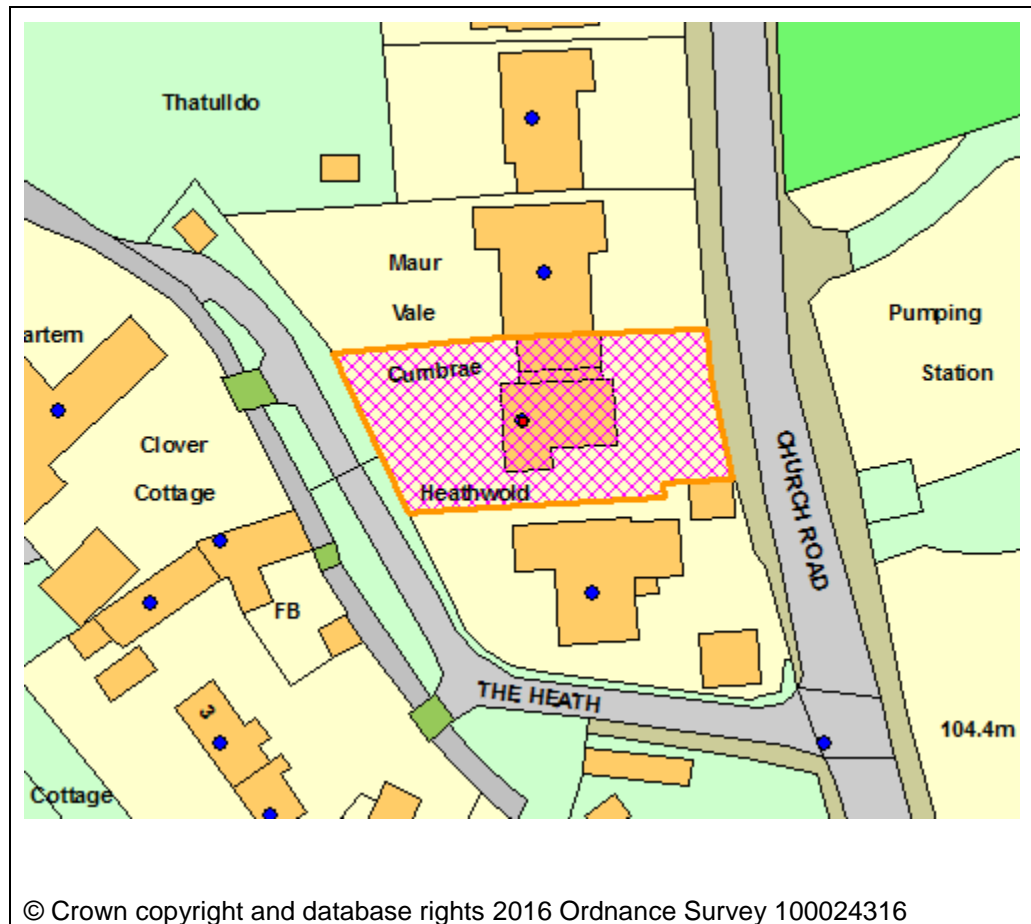 Thatulldo
Maur
Vale
Pumping
Station
artern
Cumbrae
Clover
Cottage
Heathwold
CHURCH ROAD
FB
THE HEATH
3
104.4m
Cottage
© Crown copyright and database rights 2016 Ordnance Survey 100024316